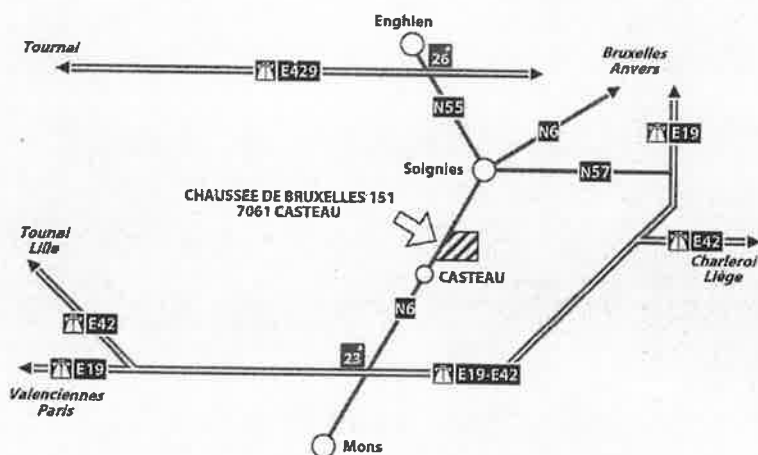 Enghien
Tournai
26
E429
Bruxelles
Anvers
N55
N6
E19
Soignies
N57
CHAUSSÉE DE BRUXELLES 151
7061 CASTEAU
Tounai
Lille
E42
Charleroi
Liège
CASTEAU
N6
E42
23
E19
E19-E42
Valenciennes
Paris
Mons